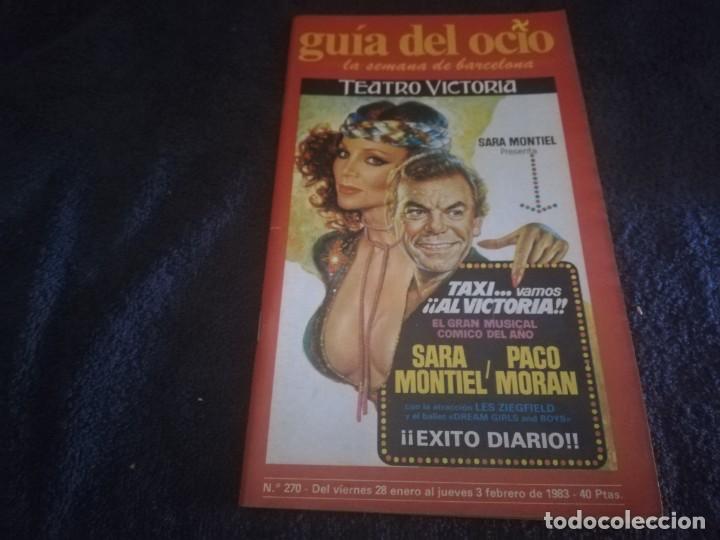 guía del ocio
la semana de barcelona
TEATRO VICTORIA
SARA MONTIEL
Presenta
TAXI... vamos
¡¡AL VICTORIA!!
EL GRAN MUSICAL
COMICO DEL AÑO
SARA MONTIEL / PACO MORAN
con la atracción LES ZIEGFIELD
y el ballet «DREAM GIRLS and BOYS»
¡¡EXITO DIARIO!!
N.º 270 - Del viernes 28 enero al jueves 3 febrero de 1983 - 40 Ptas.
todocoleccion